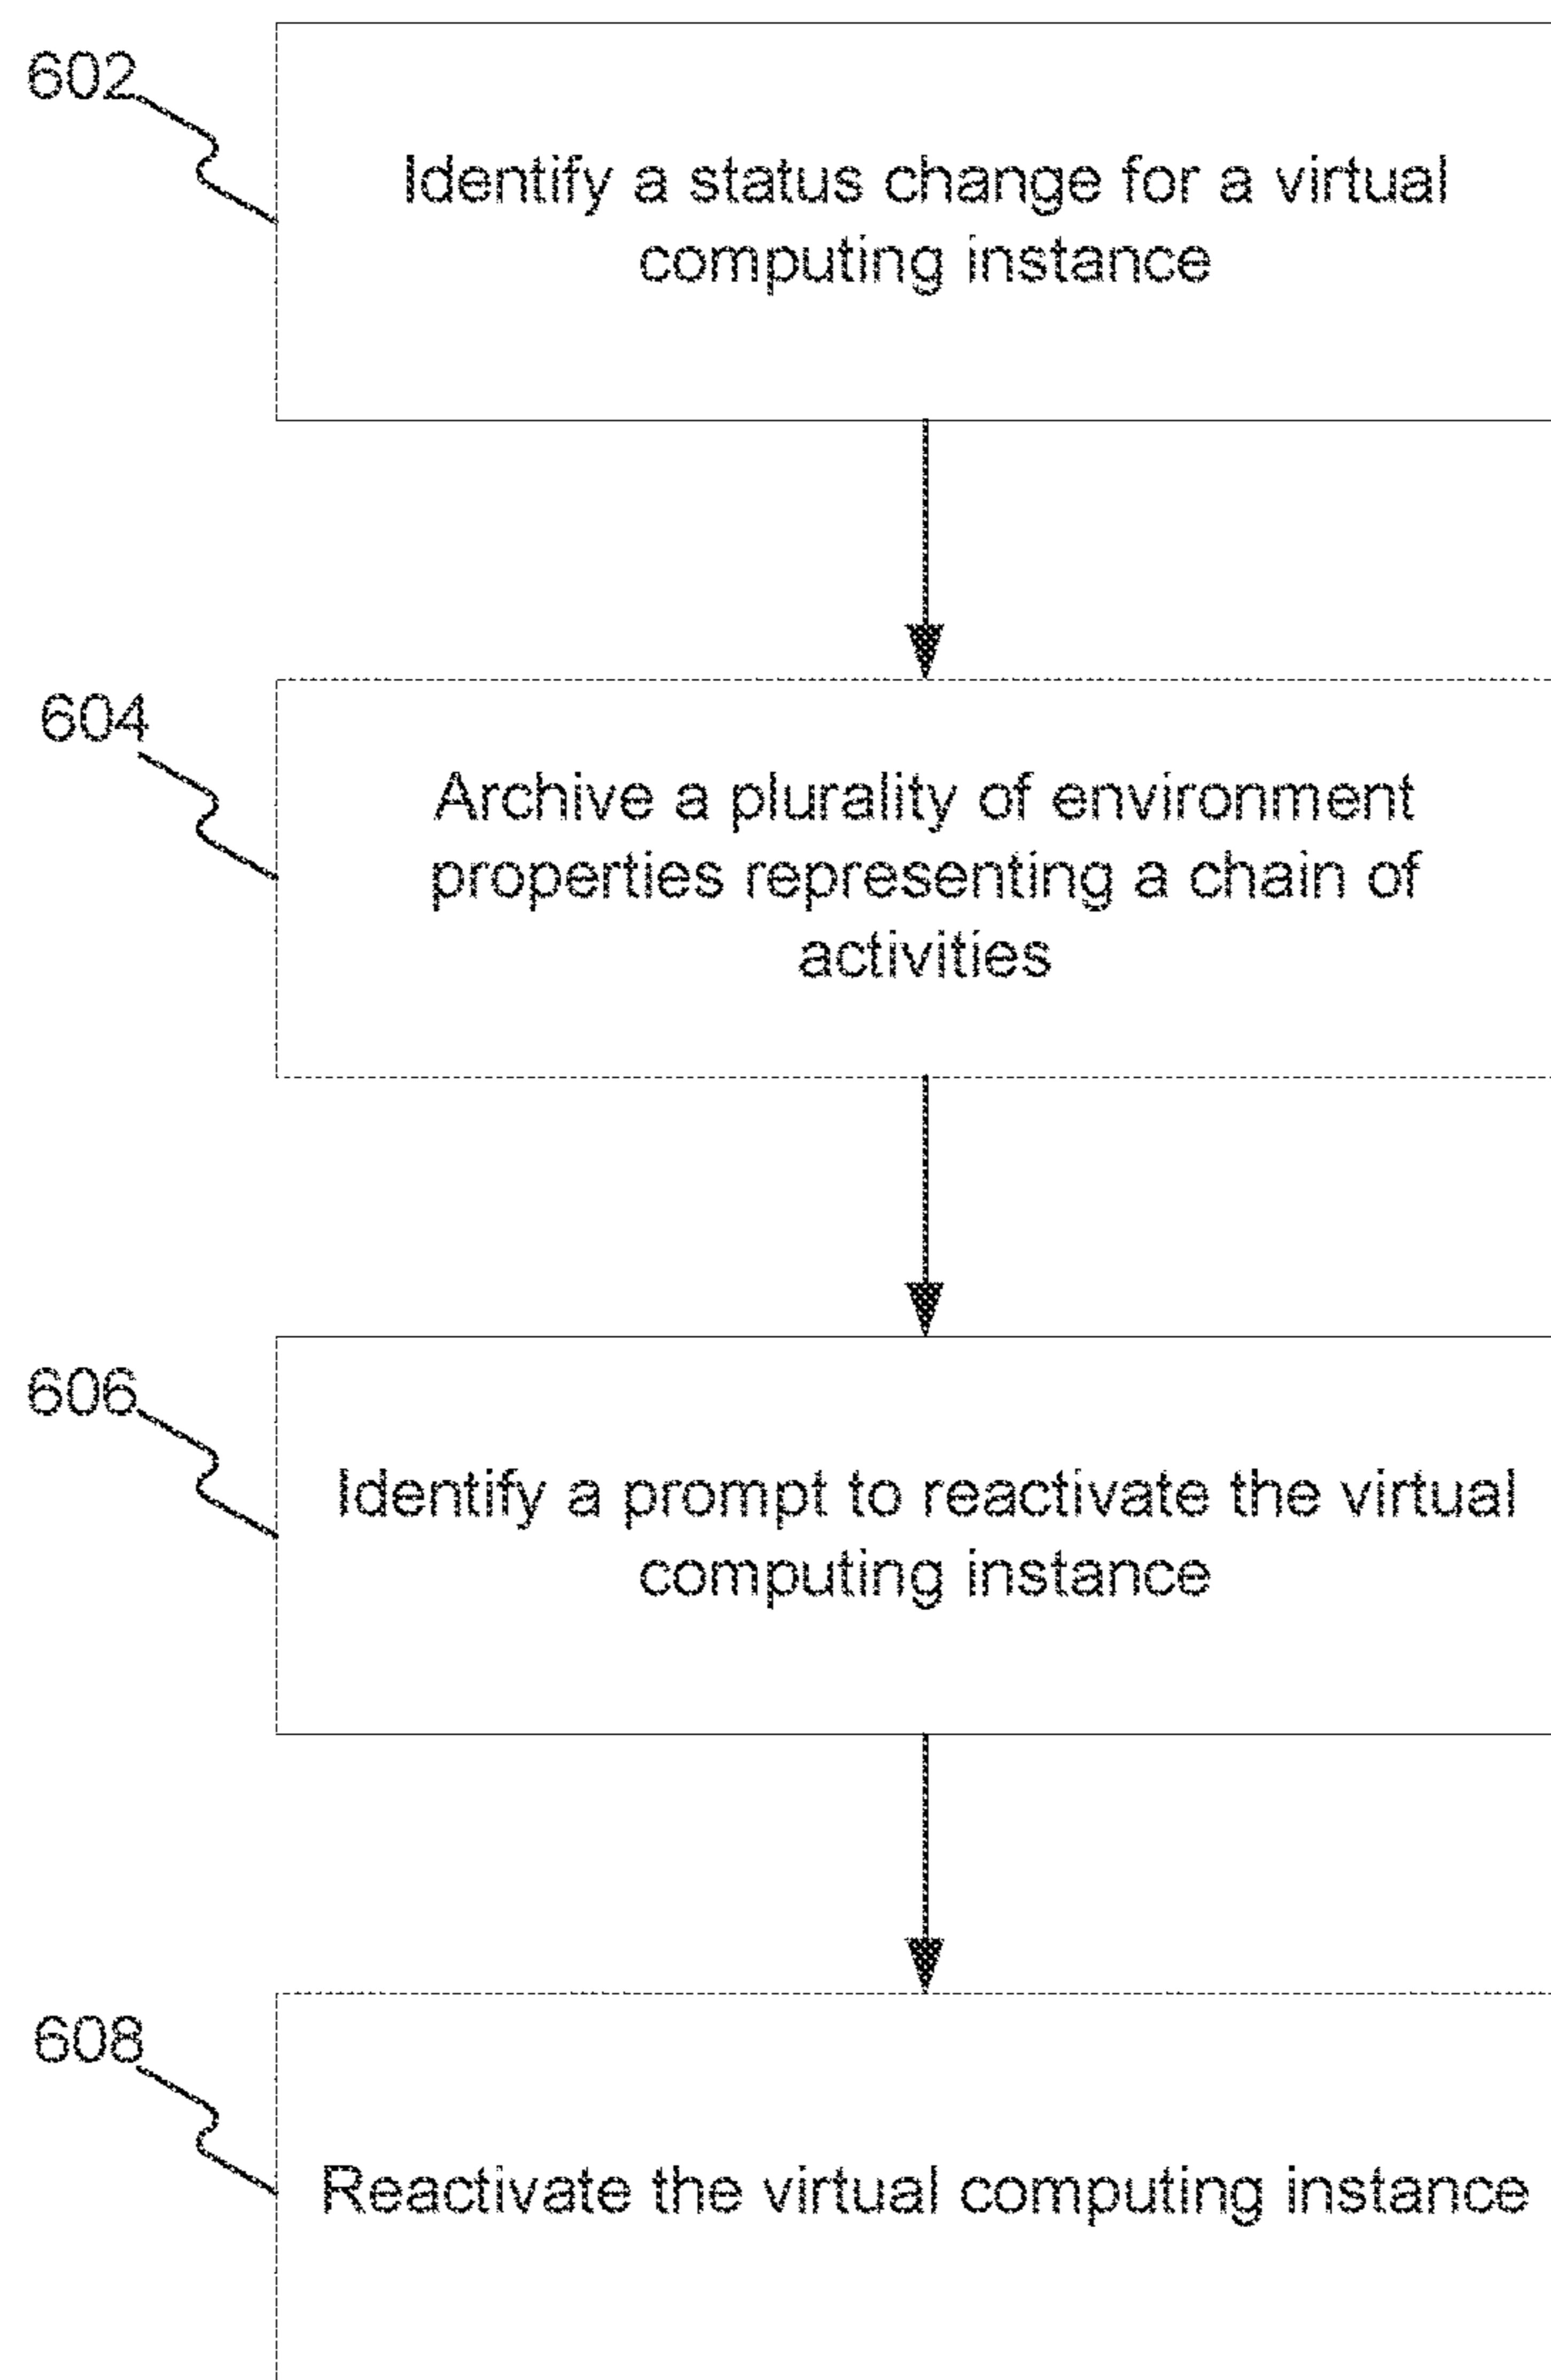 602
Identify a status change for a virtual
computing instance
604
Archive a plurality of environment
properties representing a chain of
activities
606
Identify a prompt to reactivate the virtual
computing instance
608
Reactivate the virtual computing instance